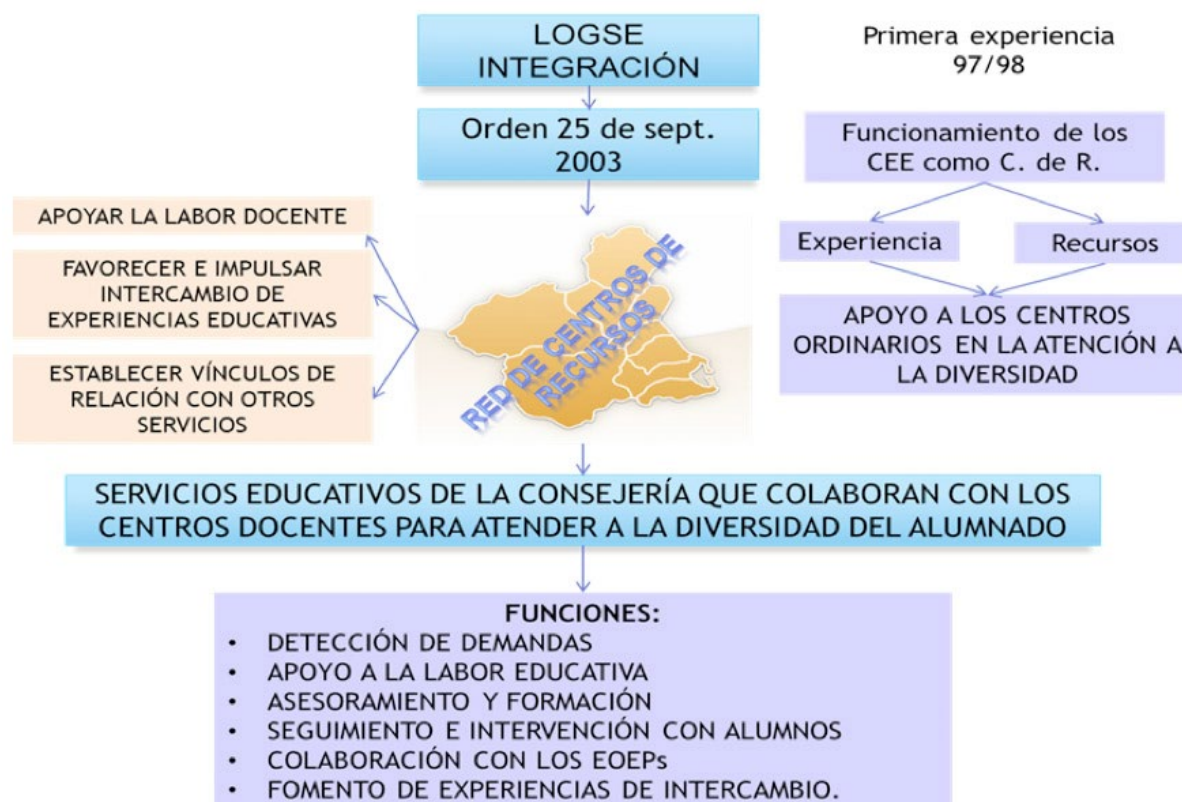 LOGSE
INTEGRACIÓN
Primera experiencia
97/98
Orden 25 de sept.
2003
Funcionamiento de los
CEE como C. de R.
Experiencia
Recursos
APOYO A LOS CENTROS
ORDINARIOS EN LA ATENCIÓN A
LA DIVERSIDAD
APOYAR LA LABOR DOCENTE
FAVORECER E IMPULSAR
INTERCAMBIO DE
EXPERIENCIAS EDUCATIVAS
ESTABLECER VÍNCULOS DE
RELACIÓN CON OTROS
SERVICIOS
RED DE CENTROS DE
RECURSOS
SERVICIOS EDUCATIVOS DE LA CONSEJERÍA QUE COLABORAN CON LOS
CENTROS DOCENTES PARA ATENDER A LA DIVERSIDAD DEL ALUMNADO
FUNCIONES:
• DETECCIÓN DE DEMANDAS
• APOYO A LA LABOR EDUCATIVA
• ASESORAMIENTO Y FORMACIÓN
• SEGUIMIENTO E INTERVENCIÓN CON ALUMNOS
• COLABORACIÓN CON LOS EOEPs
• FOMENTO DE EXPERIENCIAS DE INTERCAMBIO.